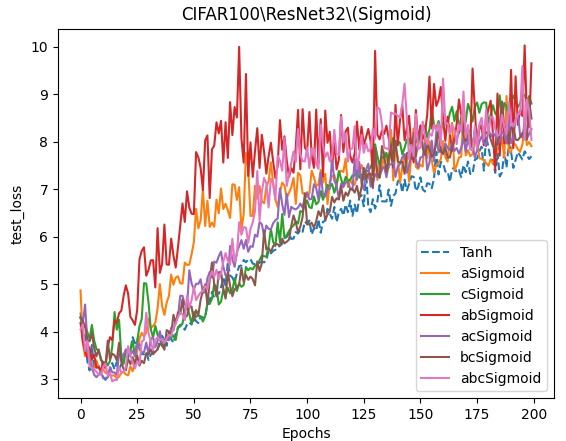 CIFAR100\ResNet32\(Sigmoid)
test_loss
10
9
8
7
6
5
4
3
0 25 50 75 100 125 150 175 200
Epochs
Tanh
aSigmoid
cSigmoid
abSigmoid
acSigmoid
bcSigmoid
abcSigmoid